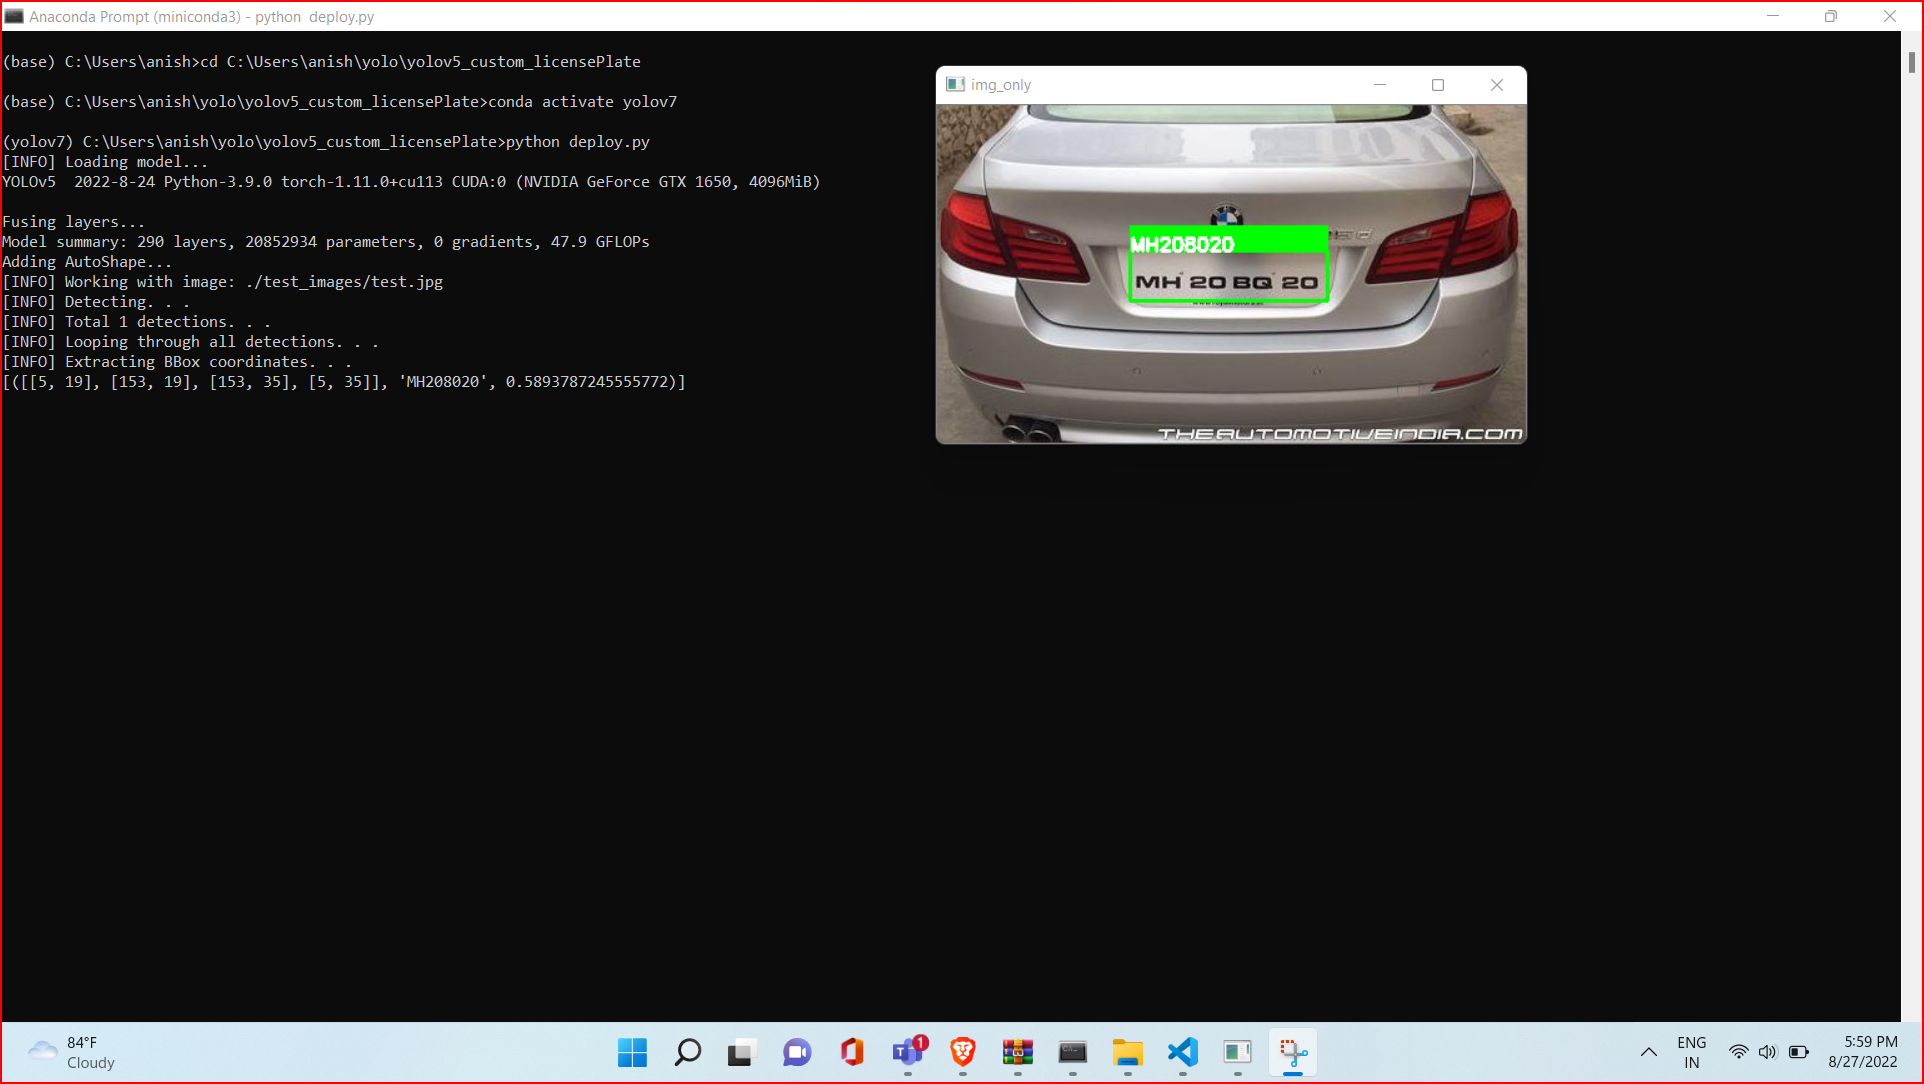 Anaconda Prompt (miniconda3) - python  deploy.py
(base) C:\Users\anish>cd C:\Users\anish\yolo\yolov5_custom_licensePlate
(base) C:\Users\anish\yolo\yolov5_custom_licensePlate>conda activate yolov7
(yolov7) C:\Users\anish\yolo\yolov5_custom_licensePlate>python deploy.py
[INFO] Loading model...
YOLOv5  2022-8-24 Python-3.9.0 torch-1.11.0+cu113 CUDA:0 (NVIDIA GeForce GTX 1650, 4096MiB)
Fusing layers...
Model summary: 290 layers, 20852934 parameters, 0 gradients, 47.9 GFLOPs
Adding AutoShape...
[INFO] Working with image: ./test_images/test.jpg
[INFO] Detecting. . .
[INFO] Total 1 detections. . .
[INFO] Looping through all detections. . .
[INFO] Extracting BBox coordinates. . .
[([[5, 19], [153, 19], [153, 35], [5, 35]], 'MH208020', 0.5893787245555772)]
img_only
MH208020
MH 20 BQ 20
THEAUTOMOTIVEINDIA.COM
84°F
Cloudy
1
ENG
IN
5:59 PM
8/27/2022